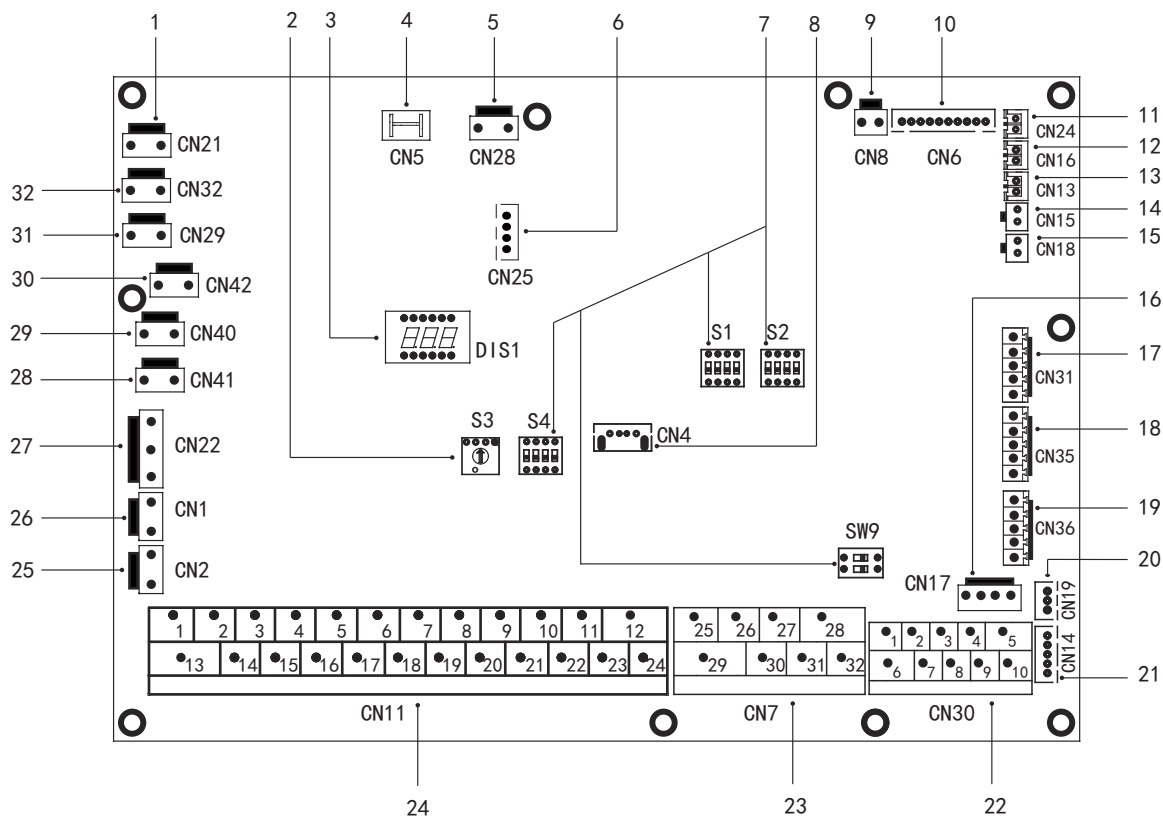 1 2 3 4 5 6 7 8 9 10
CN21 CN5 CN28 CN8 CN6 CN24 11
CN16 12
32 CN32 CN13 13
31 CN29 CN15 14
CN25 CN18 15
30 CN42
16
29 CN40 DIS1 S1 S2 17
28 CN41 CN31
27 CN22 S3 S4 CN4 18
CN35
26 CN1 19
CN36
25 CN2 SW9 20
CN17 CN19
1 2 3 4 5 6 7 8 9 10 11 12 25 26 27 28 1 2 3 4 5
13 14 15 16 17 18 19 20 21 22 23 24 29 30 31 32 6 7 8 9 10 CN14 21
CN11 CN7 CN30
24 23 22